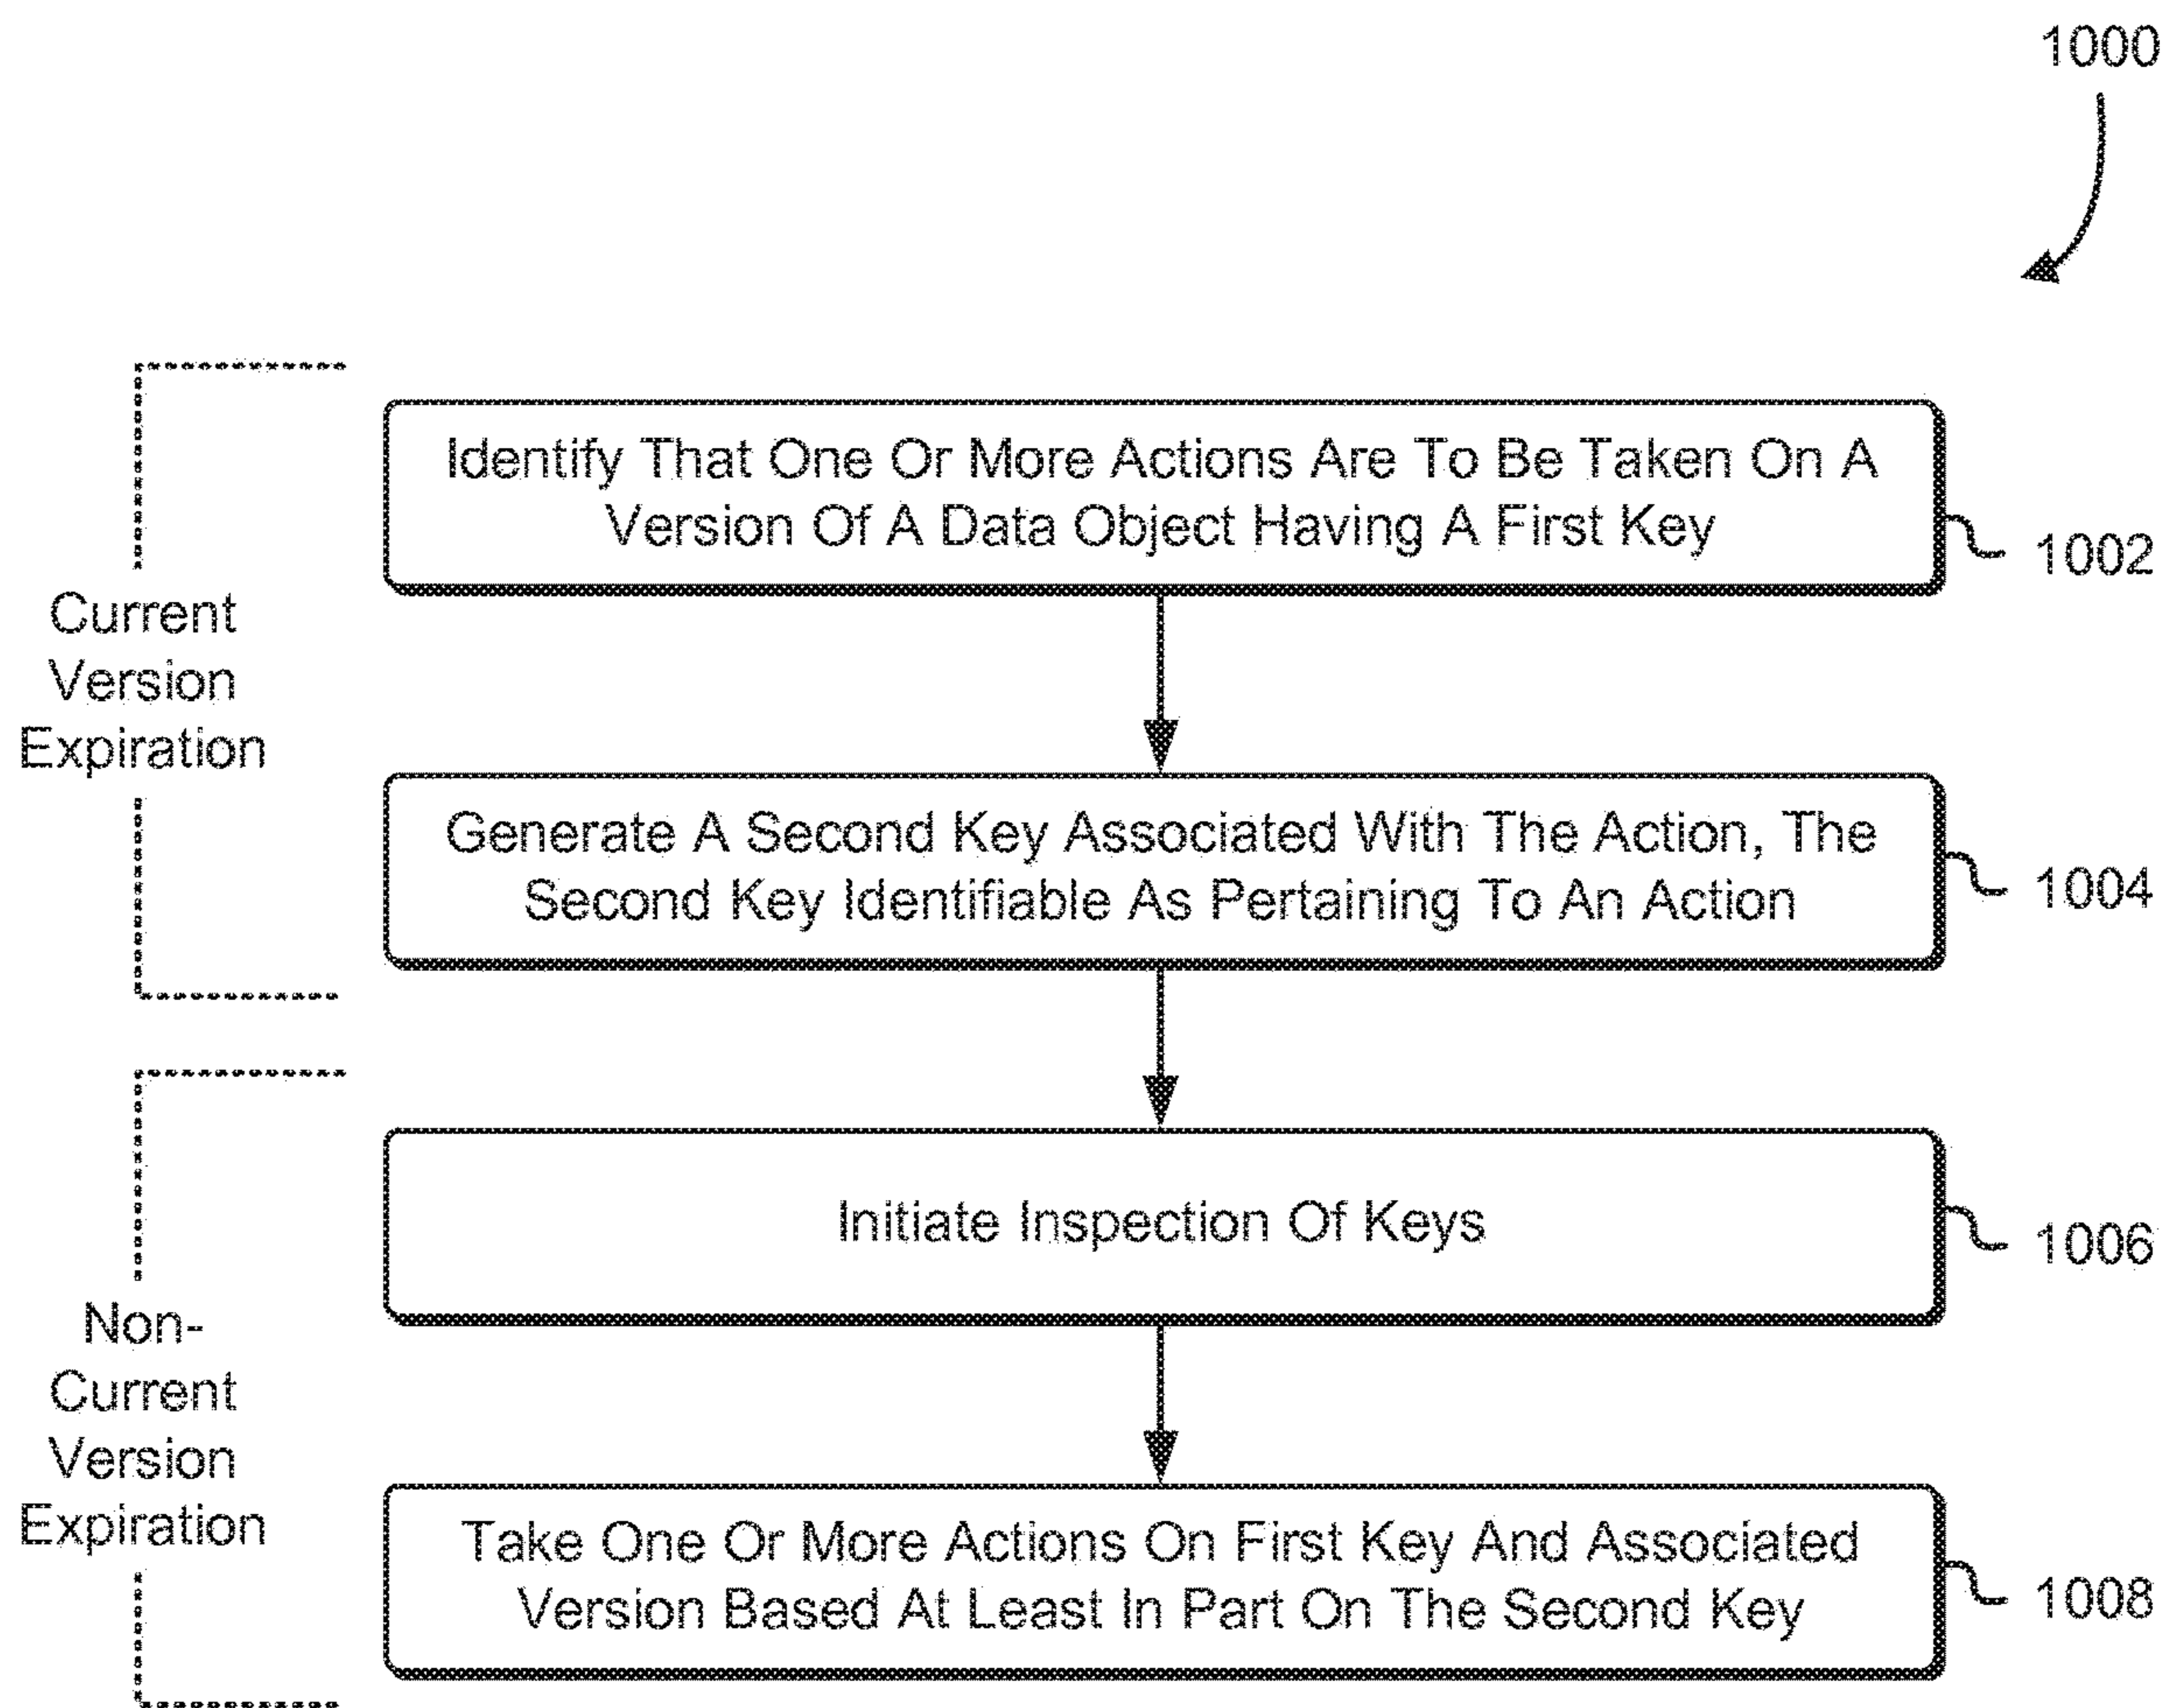 1000
Identify That One Or More Actions Are To Be Taken On A
Version Of A Data Object Having A First Key
1002
Current
Version
Expiration
Generate A Second Key Associated With The Action, The
Second Key Identifiable As Pertaining To An Action
1004
Initiate Inspection Of Keys
1006
Non-
Current
Version
Expiration
Take One Or More Actions On First Key And Associated
Version Based At Least In Part On The Second Key
1008